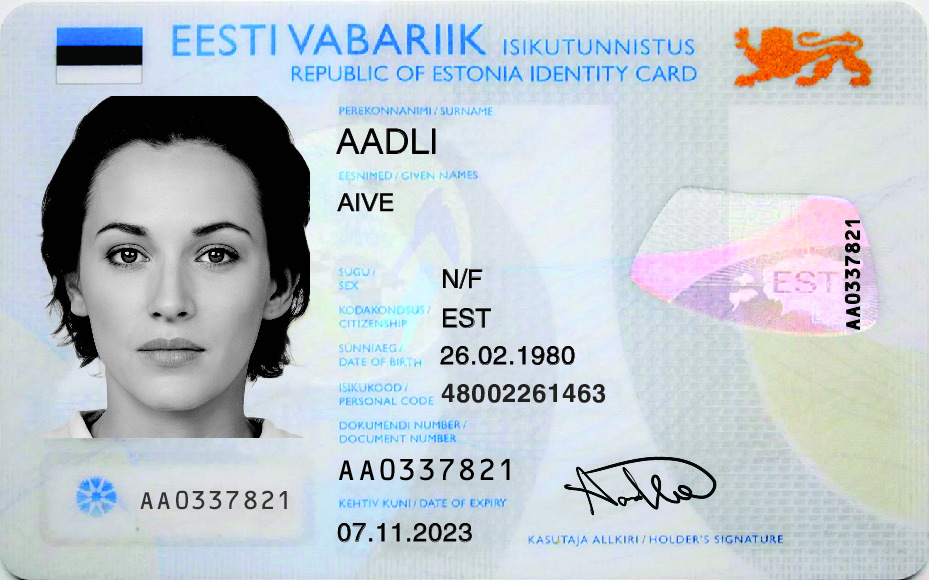 EESTI VABARIIK ISIKUTUNNISTUS
REPUBLIC OF ESTONIA IDENTITY CARD
PEREKONNANIMI / SURNAME
AADLI
EESNIMED / GIVEN NAMES
AIVE
SUGU /
SEX
N/F
KODAKONDSUS /
CITIZENSHIP
EST
SÜNNIAEG /
DATE OF BIRTH
26.02.1980
ISIKUKOOD /
PERSONAL CODE
48002261463
DOKUMENDI NUMBER /
DOCUMENT NUMBER
AA0337821
KEHTIV KUNI / DATE OF EXPIRY
07.11.2023
AA0337821
EST
AA0337821
KASUTAJA ALLKIRI / HOLDER'S SIGNATURE